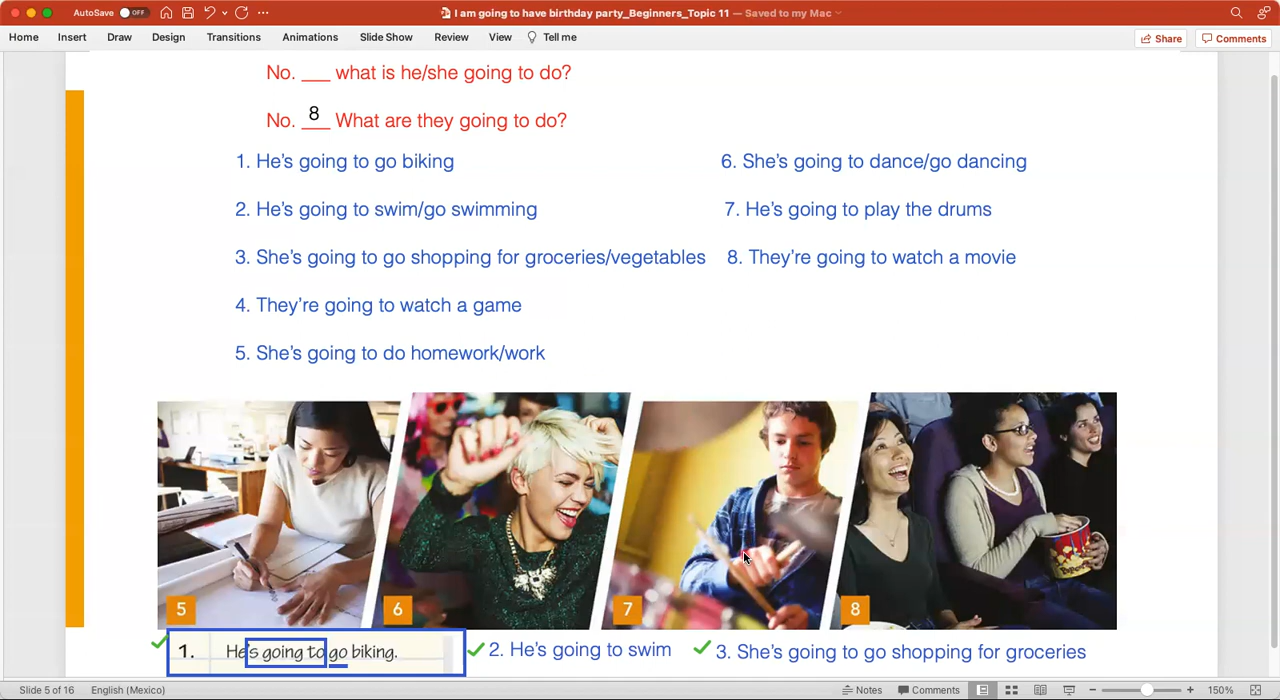 AutoSave OFF
I am going to have birthday party_Beginners_Topic 11 — Saved to my Mac
Home Insert Draw Design Transitions Animations Slide Show Review View Tell me
Share Comments
No. ___ what is he/she going to do?
No. 8 What are they going to do?
1. He's going to go biking
2. He's going to swim/go swimming
3. She's going to go shopping for groceries/vegetables
4. They're going to watch a game
5. She's going to do homework/work
6. She's going to dance/go dancing
7. He's going to play the drums
8. They're going to watch a movie
5 6 7 8
1. He's going to go biking.
2. He's going to swim
3. She's going to go shopping for groceries
Slide 5 of 16 English (Mexico) Notes Comments 150%